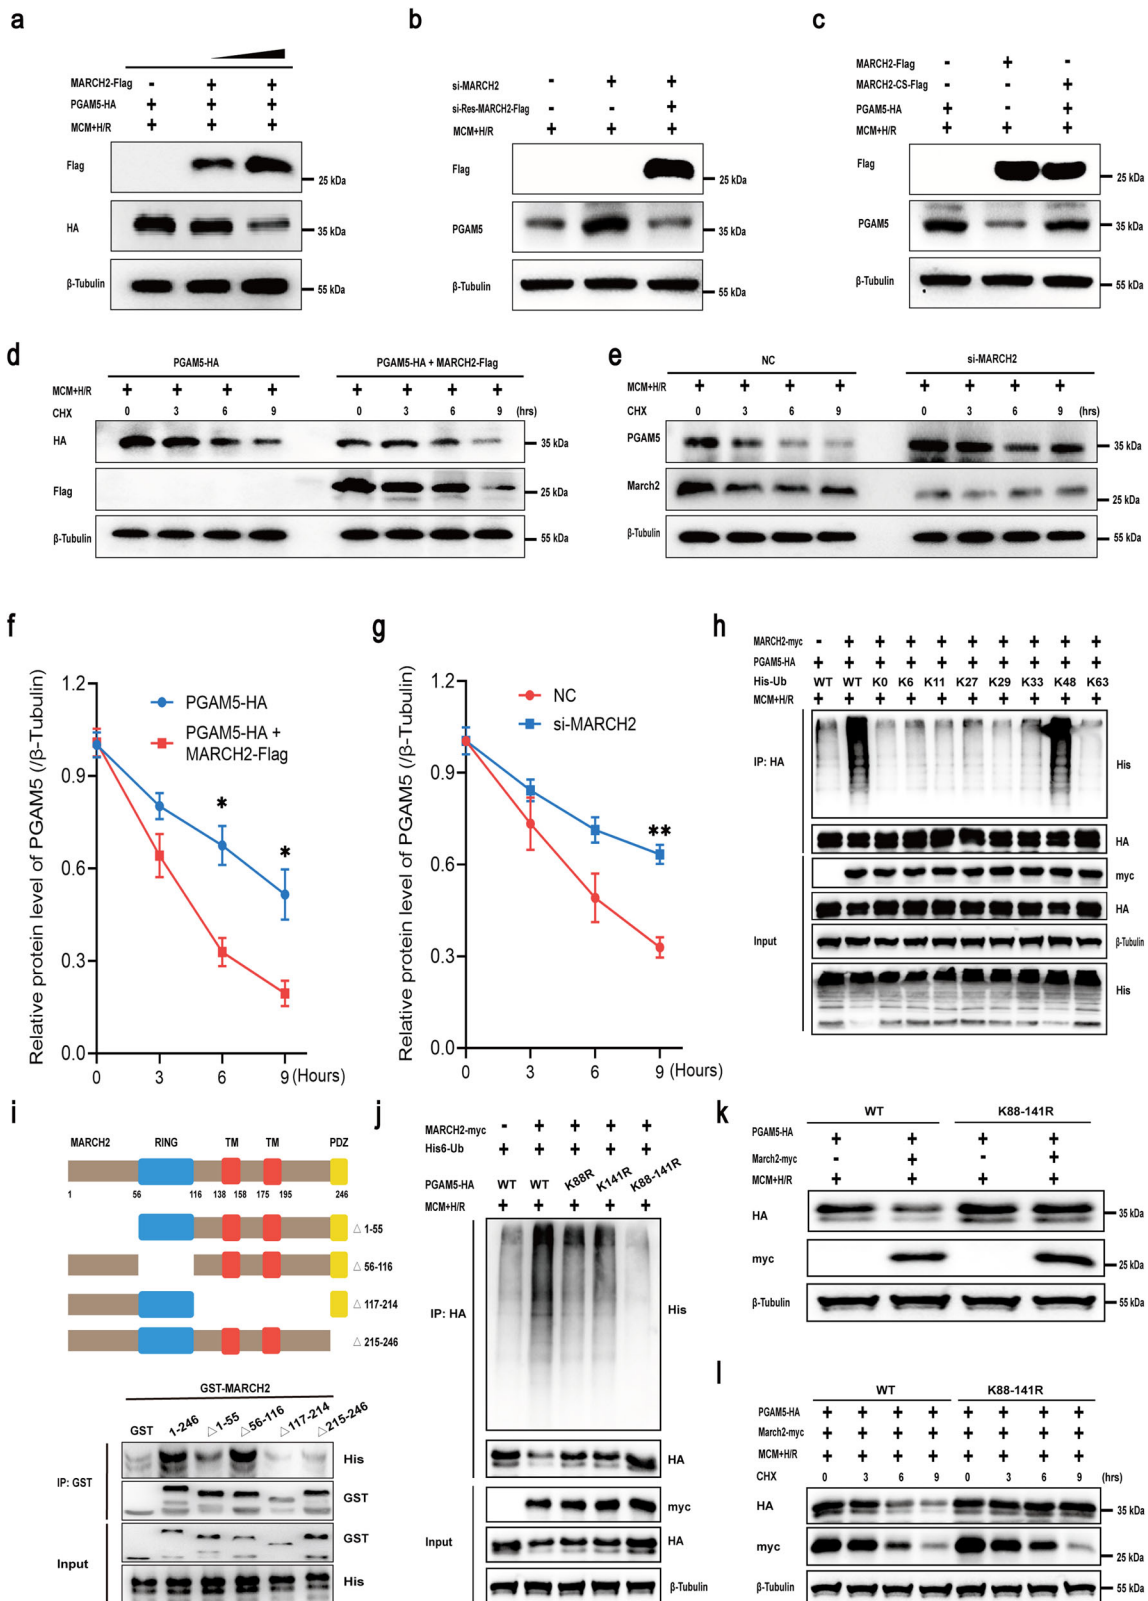 a
MARCH2-Flag - + +
PGAM5-HA + + +
MCM+H/R + + +
Flag
25 kDa
HA
35 kDa
β-Tubulin
55 kDa
b
si-MARCH2 - + +
si-Res-MARCH2-Flag - - +
MCM+H/R + + +
Flag
25 kDa
PGAM5
35 kDa
β-Tubulin
55 kDa
c
MARCH2-Flag - + -
MARCH2-CS-Flag - - +
PGAM5-HA + + +
MCM+H/R + + +
Flag
25 kDa
PGAM5
35 kDa
β-Tubulin
55 kDa
d
PGAM5-HA PGAM5-HA + MARCH2-Flag
MCM+H/R + + + + + + + +
CHX 0 3 6 9 0 3 6 9 (hrs)
HA
35 kDa
Flag
25 kDa
β-Tubulin
55 kDa
e
NC si-MARCH2
MCM+H/R + + + + + + + +
CHX 0 3 6 9 0 3 6 9 (hrs)
PGAM5
35 kDa
March2
25 kDa
β-Tubulin
55 kDa
f
Relative protein level of PGAM5 (/β-Tubulin)
1.2
0.9
0.6
0.3
0.0
PGAM5-HA
PGAM5-HA +
MARCH2-Flag
*
*
0 3 6 9 (Hours)
g
Relative protein level of PGAM5 (/β-Tubulin)
1.2
0.9
0.6
0.3
0.0
NC
si-MARCH2
**
0 3 6 9 (Hours)
h
MARCH2-myc - + + + + + + + + +
PGAM5-HA + + + + + + + + + +
His-Ub WT WT K0 K6 K11 K27 K29 K33 K48 K63
MCM+H/R + + + + + + + + + +
IP: HA
His
HA
myc
HA
Input
β-Tubulin
His
i
MARCH2 RING TM TM PDZ
1 56 116 138 158 175 195 246
△ 1-55
△ 56-116
△ 117-214
△ 215-246
GST-MARCH2
GST 1-246 △1-55 △56-116 △117-214 △215-246
IP: GST
His
GST
Input
GST
His
j
MARCH2-myc - + + + +
His6-Ub + + + + +
PGAM5-HA WT WT K88R K141R K88-141R
MCM+H/R + + + + +
IP: HA
His
HA
myc
Input
HA
β-Tubulin
k
WT K88-141R
PGAM5-HA + + + +
March2-myc - + - +
MCM+H/R + + + +
HA
35 kDa
myc
25 kDa
β-Tubulin
55 kDa
l
WT K88-141R
PGAM5-HA + + + + + + + +
March2-myc + + + + + + + +
MCM+H/R + + + + + + + +
CHX 0 3 6 9 0 3 6 9 (hrs)
HA
35 kDa
myc
25 kDa
β-Tubulin
55 kDa